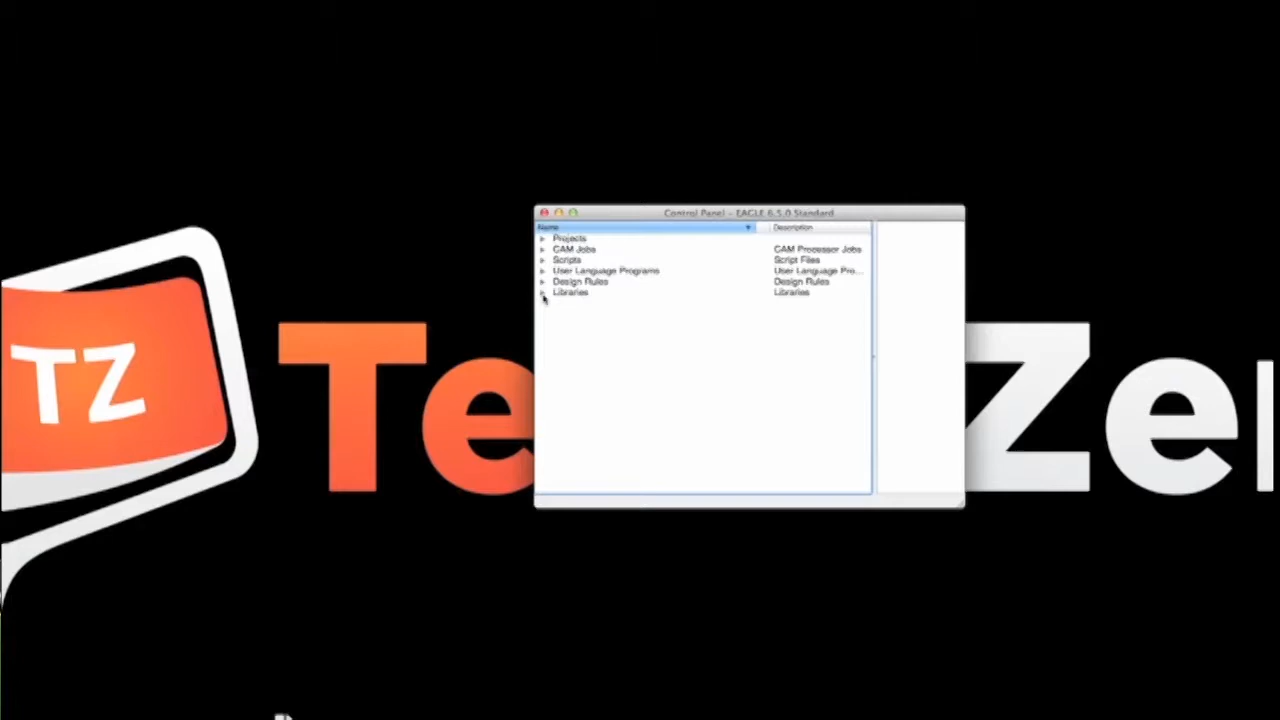 Control Panel - EAGLE 6.5.0 Standard
Name Description
Projects
CAM Jobs CAM Processor Jobs
Scripts Script Files
User Language Programs User Language Pro...
Design Rules Design Rules
Libraries Libraries
TZ
Te Ze